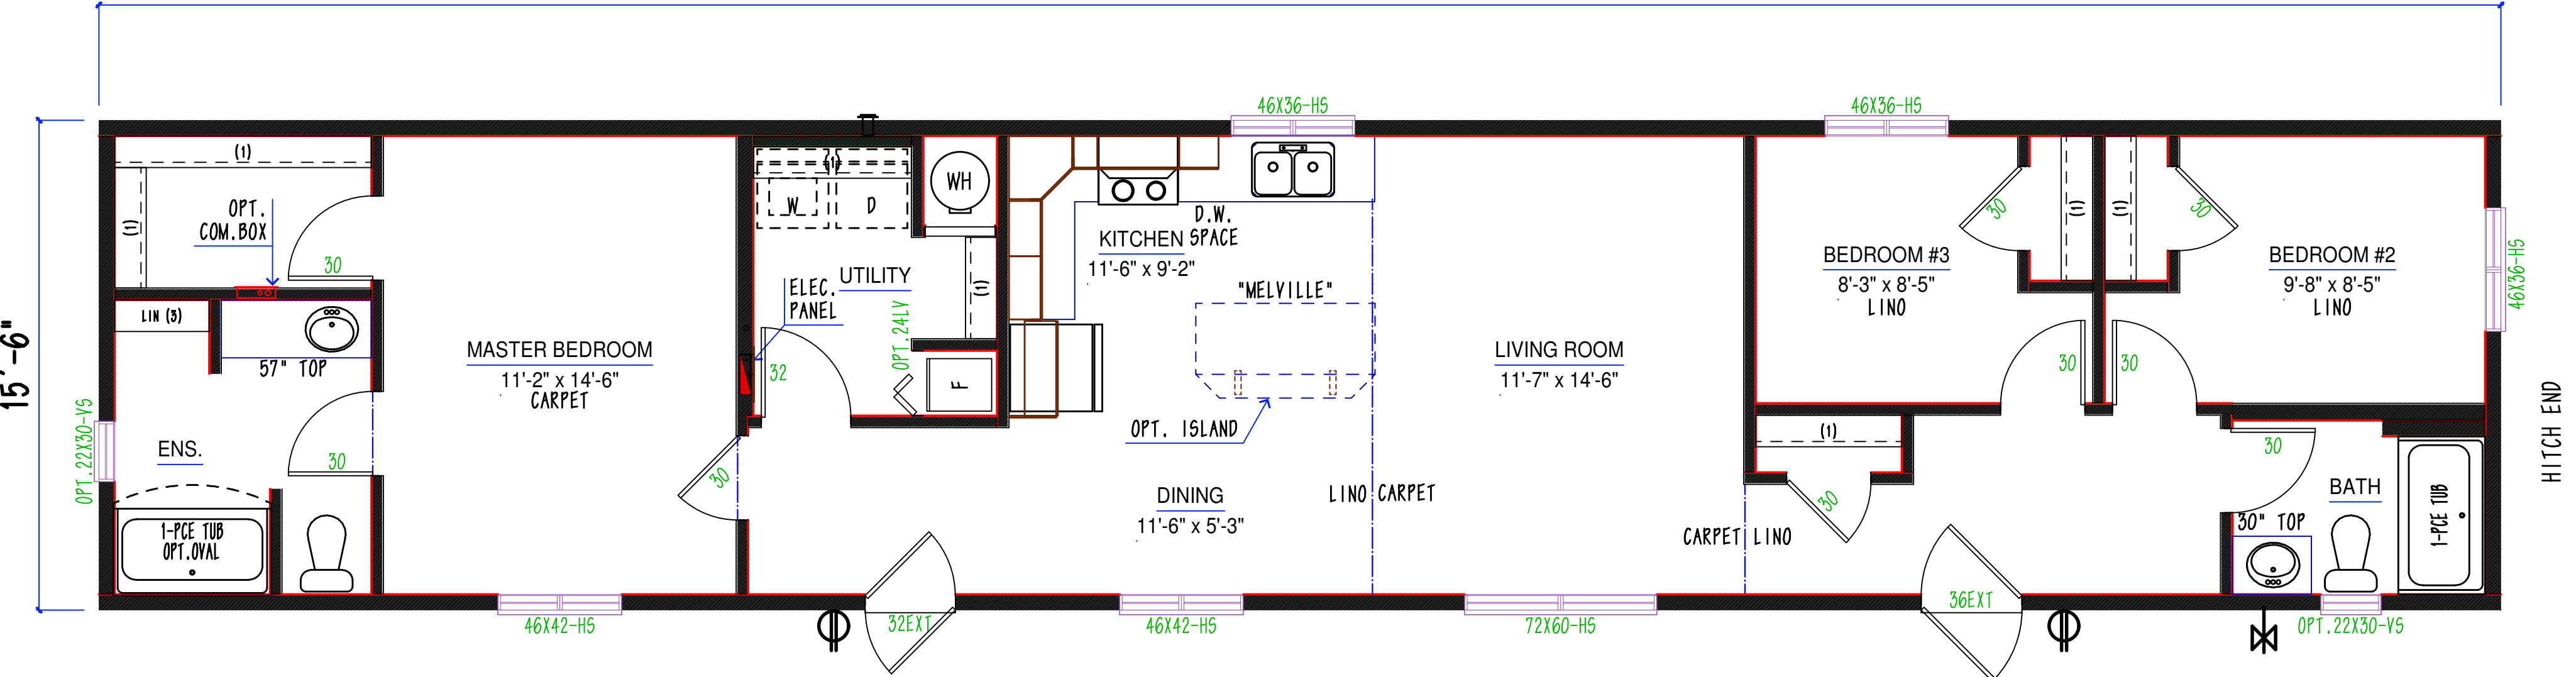 46X36-HS
46X36-HS
(1)
(1)
OPT.
COM.BOX
30
LIN (3)
57" TOP
ENS.
30
1-PCE TUB
OPT.OVAL
OPT.22X30-VS
15'-6"
MASTER BEDROOM
11'-2" x 14'-6"
CARPET
46X42-HS
30
(1)
W
D
WH
UTILITY
ELEC.
PANEL
(1)
OPT.24LV
32
F
32EXT
KITCHEN
11'-6" x 9'-2"
D.W.
SPACE
"MELVILLE"
OPT. ISLAND
DINING
11'-6" x 5'-3"
46X42-HS
LINO CARPET
LIVING ROOM
11'-7" x 14'-6"
72X60-HS
CARPET LINO
BEDROOM #3
8'-3" x 8'-5"
LINO
30
(1)
(1)
30
BEDROOM #2
9'-8" x 8'-5"
LINO
46X36-HS
30
30
(1)
30
36EXT
30
BATH
30" TOP
1-PCE TUB
OPT.22X30-VS
HITCH END